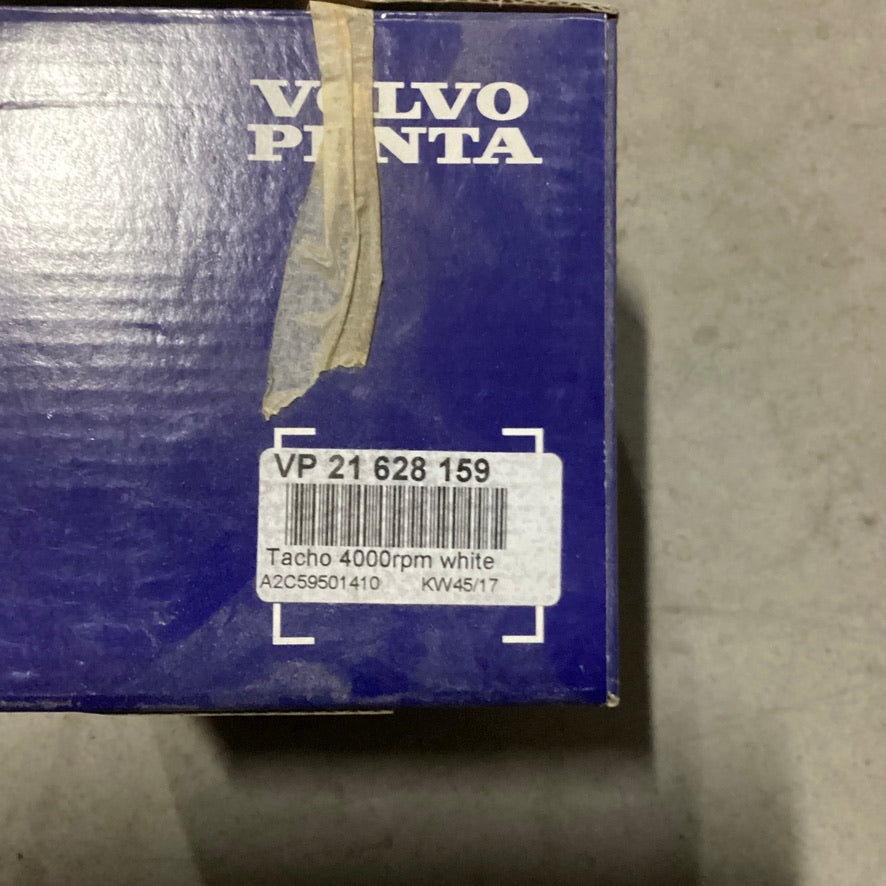 VOLVO
PENTA
VP 21 628 159
Tacho 4000rpm white
A2C59501410 KW45/17